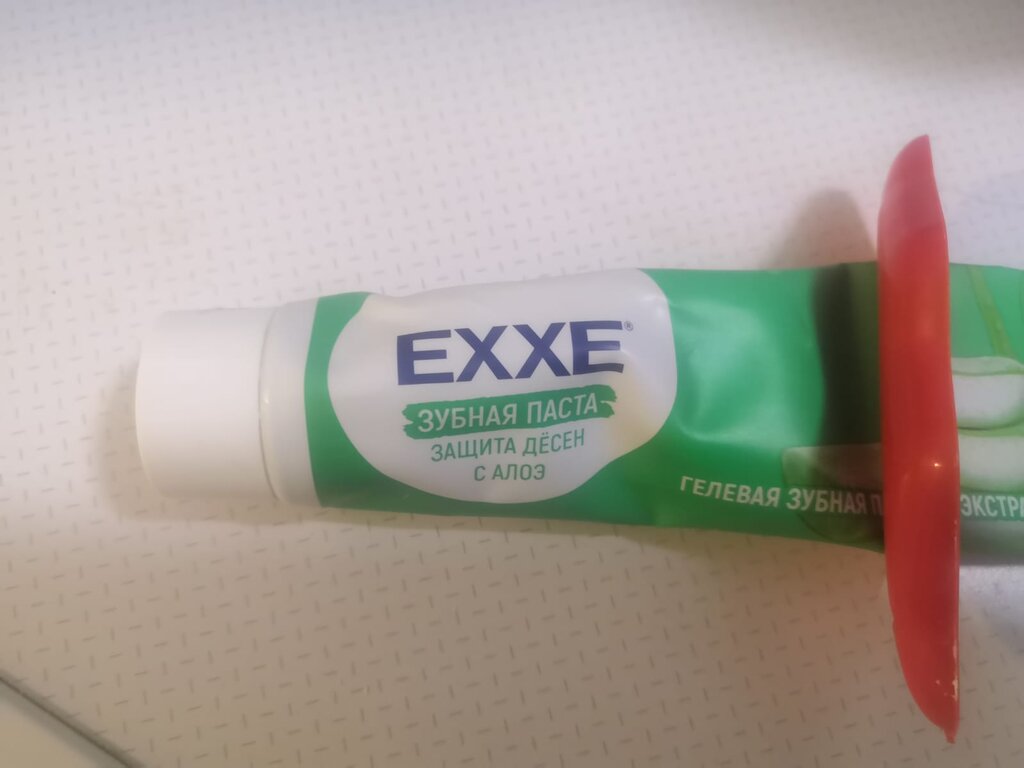 EXXE®
ЗУБНАЯ ПАСТА
ЗАЩИТА ДЁСЕН
С АЛОЭ
ГЕЛЕВАЯ ЗУБНАЯ